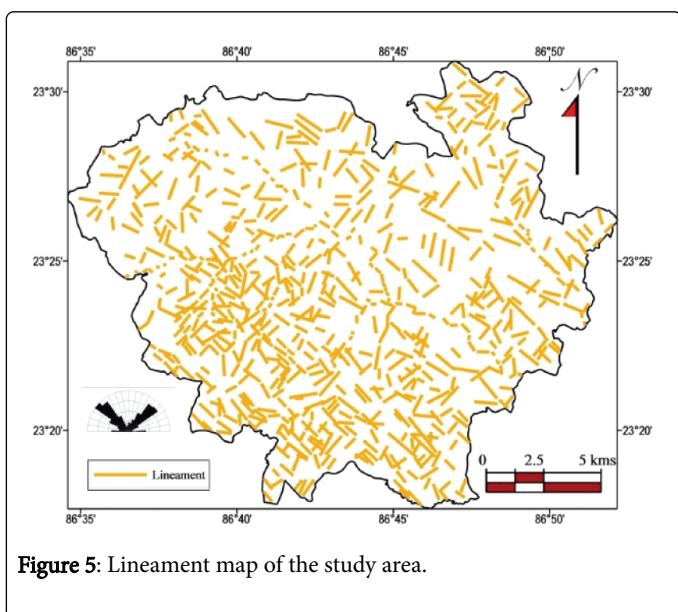 86°35' 86°40' 86°45' 86°50'
N
23°30' 23°30'
23°25' 23°25'
23°20' 23°20'
0 2.5 5 kms
Lineament
86°35' 86°40' 86°45' 86°50'
Figure 5: Lineament map of the study area.